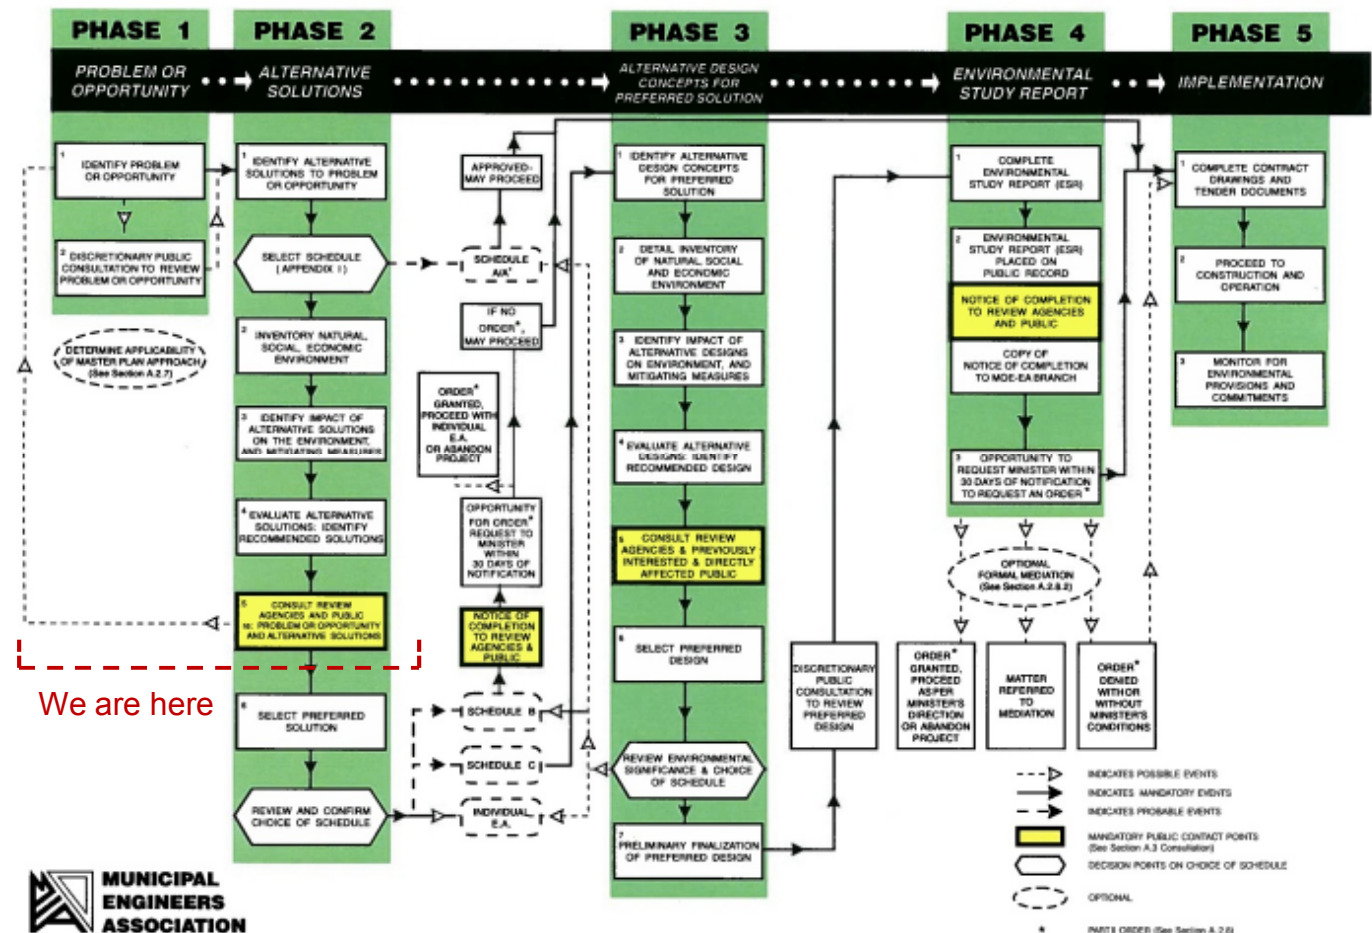 PHASE 1
PHASE 2
PHASE 3
PHASE 4
PHASE 5
PROBLEM OR
OPPORTUNITY
ALTERNATIVE
SOLUTIONS
ALTERNATIVE DESIGN
CONCEPTS FOR
PREFERRED SOLUTION
ENVIRONMENTAL
STUDY REPORT
IMPLEMENTATION
1
IDENTIFY PROBLEM
OR OPPORTUNITY
2
DISCRETIONARY PUBLIC
CONSULTATION TO REVIEW
PROBLEM OR OPPORTUNITY
DETERMINE APPLICABILITY
OF MASTER PLAN APPROACH
(See Section A.2.7)
1
IDENTIFY ALTERNATIVE
SOLUTIONS TO PROBLEM
OR OPPORTUNITY
SELECT SCHEDULE
(APPENDIX I)
2
INVENTORY NATURAL,
SOCIAL, ECONOMIC
ENVIRONMENT
3
IDENTIFY IMPACT OF
ALTERNATIVE SOLUTIONS
ON THE ENVIRONMENT,
AND MITIGATING MEASURES
4
EVALUATE ALTERNATIVE
SOLUTIONS: IDENTIFY
RECOMMENDED SOLUTIONS
5
CONSULT REVIEW
AGENCIES AND PUBLIC
re: PROBLEM OR OPPORTUNITY
AND ALTERNATIVE SOLUTIONS
We are here
6
SELECT PREFERRED
SOLUTION
REVIEW AND CONFIRM
CHOICE OF SCHEDULE
APPROVED-
MAY PROCEED
SCHEDULE
A/A+
IF NO
ORDER*,
MAY PROCEED
ORDER*
GRANTED,
PROCEED WITH
INDIVIDUAL
E.A.
OR ABANDON
PROJECT
OPPORTUNITY
FOR ORDER*
REQUEST TO
MINISTER
WITHIN
30 DAYS OF
NOTIFICATION
NOTICE OF
COMPLETION
TO REVIEW
AGENCIES &
PUBLIC
SCHEDULE B
SCHEDULE C
INDIVIDUAL
E.A.
1
IDENTIFY ALTERNATIVE
DESIGN CONCEPTS
FOR PREFERRED
SOLUTION
2
DETAIL INVENTORY
OF NATURAL, SOCIAL
AND ECONOMIC
ENVIRONMENT
3
IDENTIFY IMPACT OF
ALTERNATIVE DESIGNS
ON ENVIRONMENT, AND
MITIGATING MEASURES
4
EVALUATE ALTERNATIVE
DESIGNS: IDENTIFY
RECOMMENDED DESIGN
5
CONSULT REVIEW
AGENCIES & PREVIOUSLY
INTERESTED & DIRECTLY
AFFECTED PUBLIC
6
SELECT PREFERRED
DESIGN
REVIEW ENVIRONMENTAL
SIGNIFICANCE & CHOICE
OF SCHEDULE
7
PRELIMINARY FINALIZATION
OF PREFERRED DESIGN
DISCRETIONARY
PUBLIC
CONSULTATION
TO REVIEW
PREFERRED
DESIGN
1
COMPLETE
ENVIRONMENTAL
STUDY REPORT (ESR)
2
ENVIRONMENTAL
STUDY REPORT (ESR)
PLACED ON
PUBLIC RECORD
NOTICE OF COMPLETION
TO REVIEW AGENCIES
AND PUBLIC
COPY OF
NOTICE OF COMPLETION
TO MOE-EA BRANCH
3
OPPORTUNITY TO
REQUEST MINISTER WITHIN
30 DAYS OF NOTIFICATION
TO REQUEST AN ORDER*
OPTIONAL
FORMAL MEDIATION
(See Section A.2.8.2)
ORDER*
GRANTED,
PROCEED
AS PER
MINISTER'S
DIRECTION
OR ABANDON
PROJECT
MATTER
REFERRED
TO
MEDIATION
ORDER*
DENIED
WITH OR
WITHOUT
MINISTER'S
CONDITIONS
1
COMPLETE CONTRACT
DRAWINGS AND
TENDER DOCUMENTS
2
PROCEED TO
CONSTRUCTION AND
OPERATION
3
MONITOR FOR
ENVIRONMENTAL
PROVISIONS AND
COMMITMENTS
INDICATES POSSIBLE EVENTS
INDICATES MANDATORY EVENTS
INDICATES PROBABLE EVENTS
MANDATORY PUBLIC CONTACT POINTS
(See Section A.3 Consultation)
DECISION POINTS ON CHOICE OF SCHEDULE
OPTIONAL
* PART II ORDER (See Section A.2.8)
MUNICIPAL
ENGINEERS
ASSOCIATION